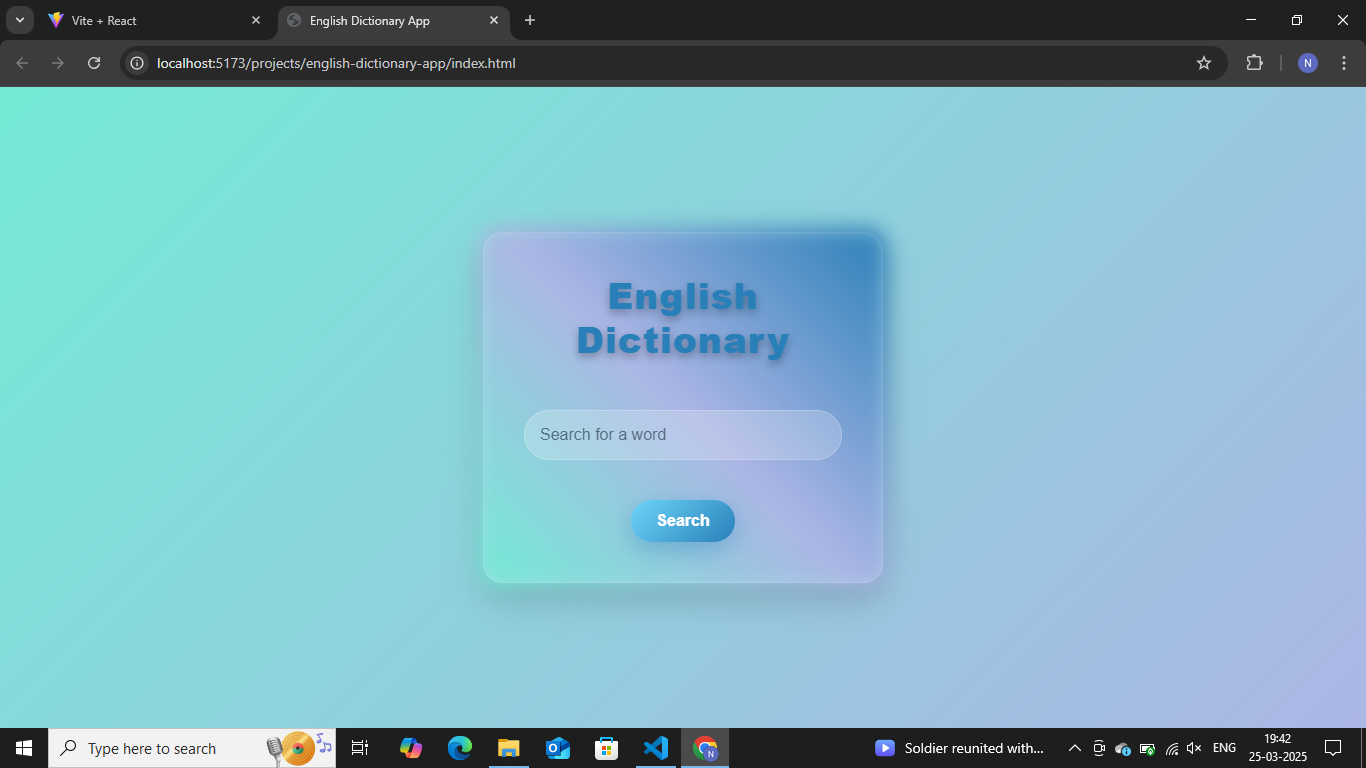 Vite + React
English Dictionary App
localhost:5173/projects/english-dictionary-app/index.html
N
English
Dictionary
Search for a word
Search
Type here to search
N
Soldier reunited with...
ENG
19:42
25-03-2025